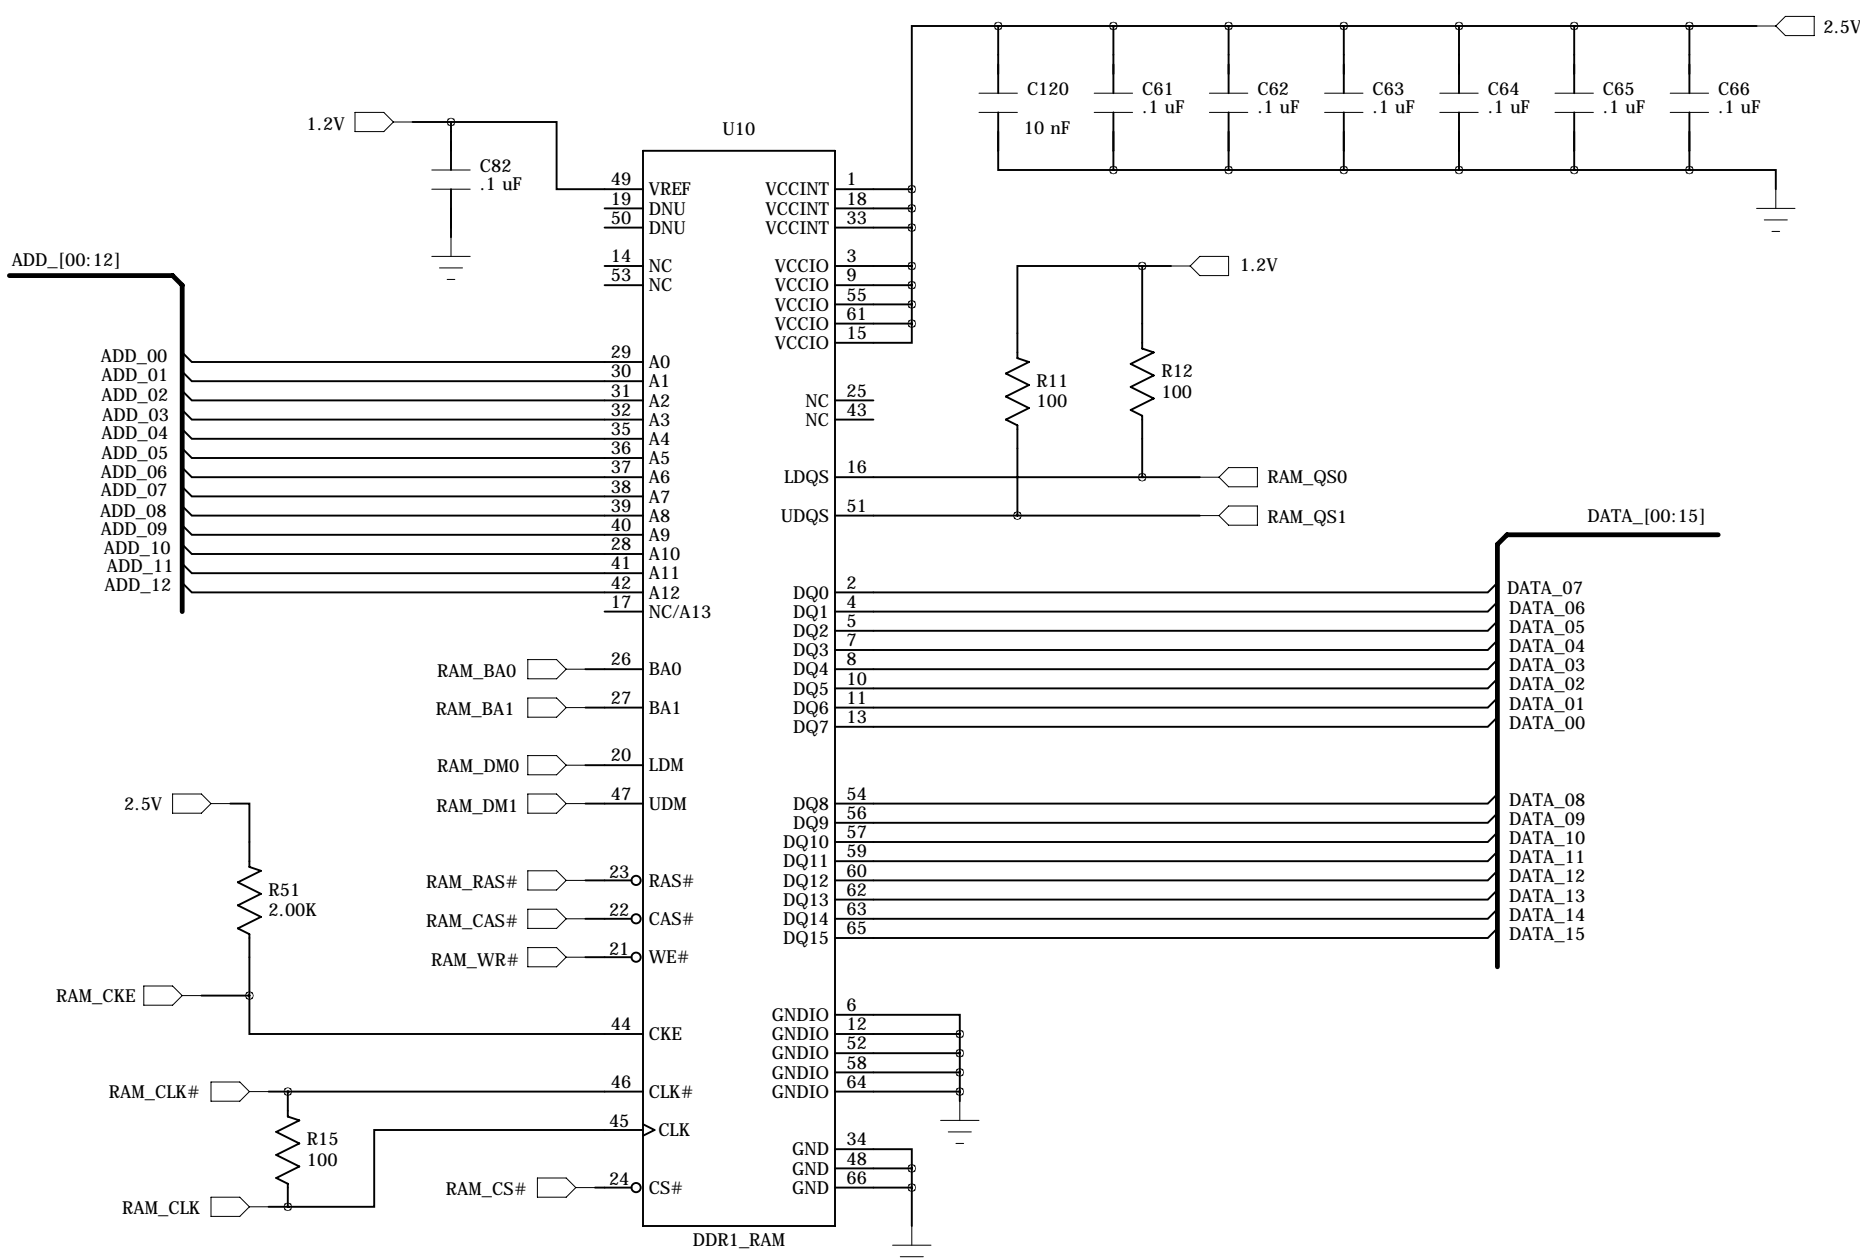 2.5V
C120
10 nF
C61
.1 uF
C62
.1 uF
C63
.1 uF
C64
.1 uF
C65
.1 uF
C66
.1 uF
1.2V
C82
.1 uF
U10
49 VREF
19 DNU
50 DNU
14 NC
53 NC
VCCINT 1
VCCINT 18
VCCINT 33
VCCIO 3
VCCIO 9
VCCIO 55
VCCIO 61
VCCIO 15
NC 25
NC 43
1.2V
R11
100
R12
100
LDQS 16 RAM_QS0
UDQS 51 RAM_QS1
ADD_[00:12]
ADD_00 29 A0
ADD_01 30 A1
ADD_02 31 A2
ADD_03 32 A3
ADD_04 35 A4
ADD_05 36 A5
ADD_06 37 A6
ADD_07 38 A7
ADD_08 39 A8
ADD_09 40 A9
ADD_10 28 A10
ADD_11 41 A11
ADD_12 42 A12
17 NC/A13
DATA_[00:15]
DQ0 2 DATA_07
DQ1 4 DATA_06
DQ2 5 DATA_05
DQ3 7 DATA_04
DQ4 8 DATA_03
DQ5 10 DATA_02
DQ6 11 DATA_01
DQ7 13 DATA_00
RAM_BA0 26 BA0
RAM_BA1 27 BA1
RAM_DM0 20 LDM
RAM_DM1 47 UDM
DQ8 54 DATA_08
DQ9 56 DATA_09
DQ10 57 DATA_10
DQ11 59 DATA_11
DQ12 60 DATA_12
DQ13 62 DATA_13
DQ14 63 DATA_14
DQ15 65 DATA_15
2.5V
R51
2.00K
RAM_RAS# 23 RAS#
RAM_CAS# 22 CAS#
RAM_WR# 21 WE#
RAM_CKE 44 CKE
RAM_CLK# 46 CLK#
R15
100
45 CLK
RAM_CLK
RAM_CS# 24 CS#
GNDIO 6
GNDIO 12
GNDIO 52
GNDIO 58
GNDIO 64
GND 34
GND 48
GND 66
DDR1_RAM